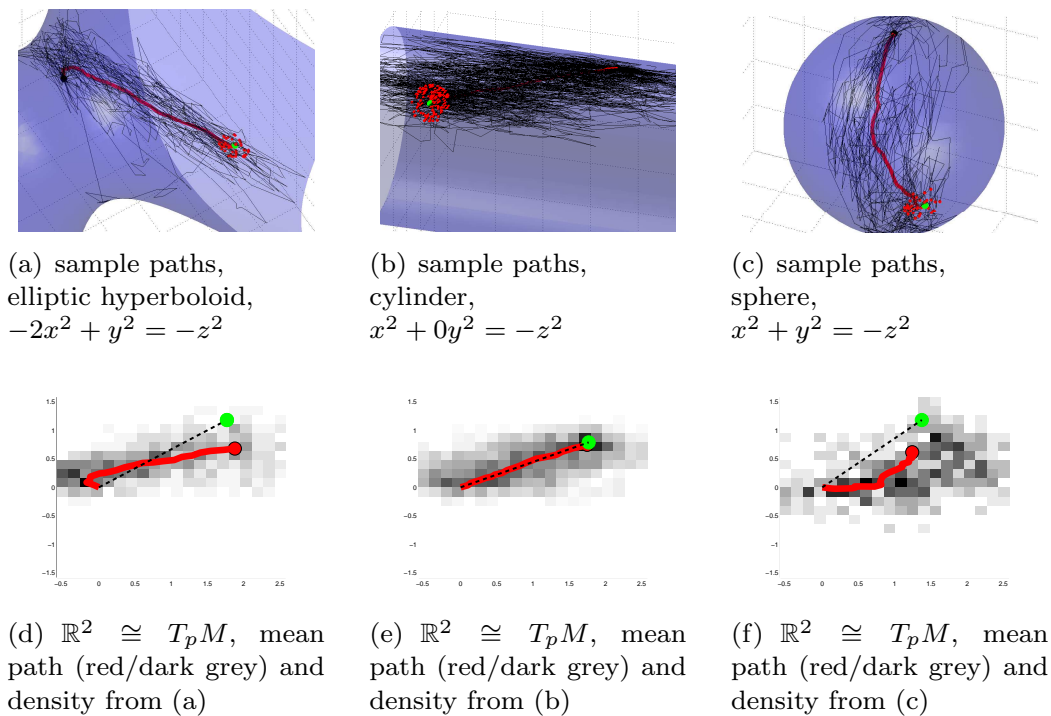 (a) sample paths,
elliptic hyperboloid,
−2x² + y² = −z²
(b) sample paths,
cylinder,
x² + 0y² = −z²
(c) sample paths,
sphere,
x² + y² = −z²
1.5
1
0.5
0
−0.5
−1
−1.5
−0.5 0 0.5 1 1.5 2 2.5
1.5
1
0.5
0
−0.5
−1
−1.5
−0.5 0 0.5 1 1.5 2 2.5
1.5
1
0.5
0
−0.5
−1
−1.5
−0.5 0 0.5 1 1.5 2 2.5
(d) ℝ² ≅ TₚM, mean
path (red/dark grey) and
density from (a)
(e) ℝ² ≅ TₚM, mean
path (red/dark grey) and
density from (b)
(f) ℝ² ≅ TₚM, mean
path (red/dark grey) and
density from (c)